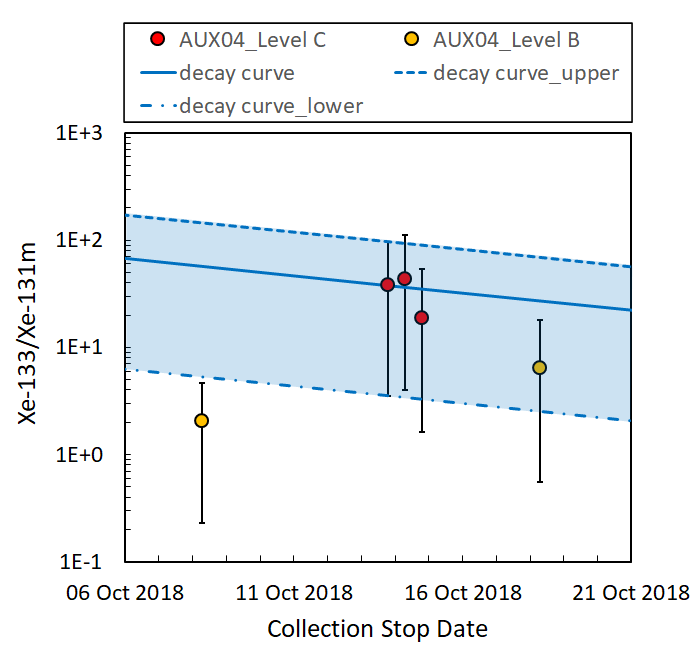 AUX04_Level C AUX04_Level B
decay curve decay curve_upper
decay curve_lower
1E+3
1E+2
1E+1
1E+0
1E-1
Xe-133/Xe-131m
06 Oct 2018 11 Oct 2018 16 Oct 2018 21 Oct 2018
Collection Stop Date